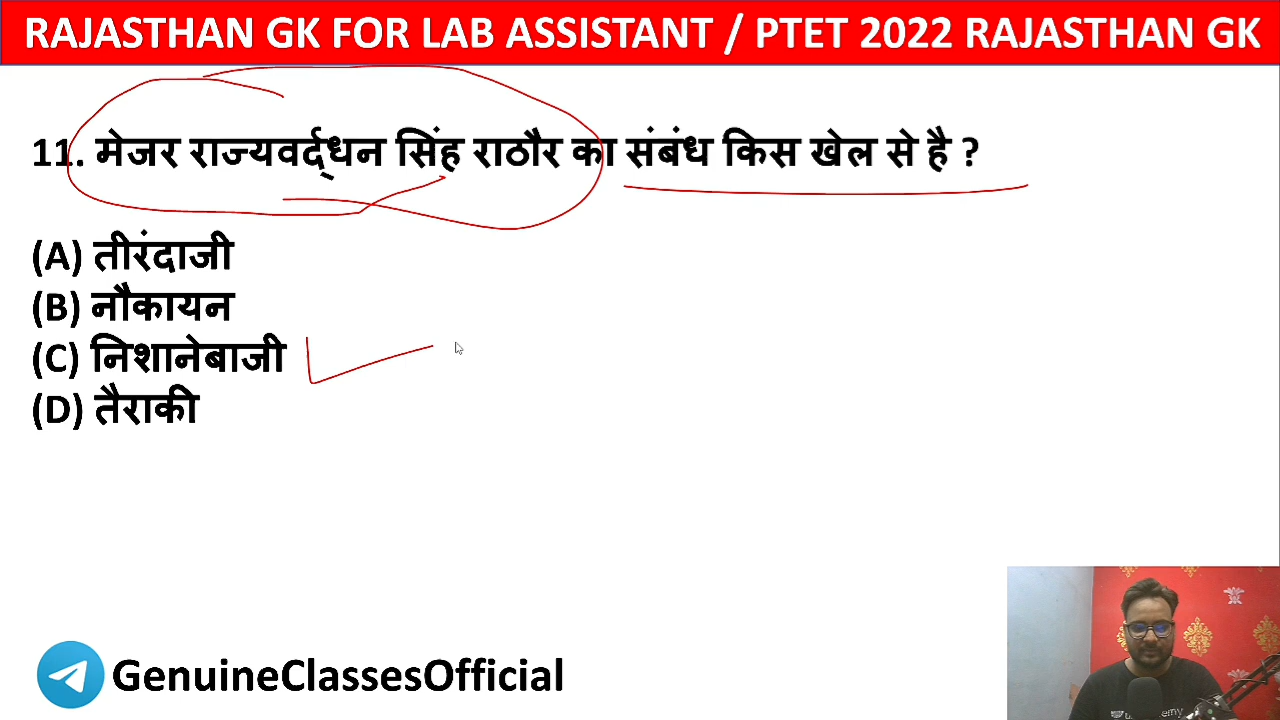 RAJASTHAN GK FOR LAB ASSISTANT / PTET 2022 RAJASTHAN GK
11. मेजर राज्यवर्द्धन सिंह राठौर का संबंध किस खेल से है ?
(A) तीरंदाजी
(B) नौकायन
(C) निशानेबाजी
(D) तैराकी
GenuineClassesOfficial